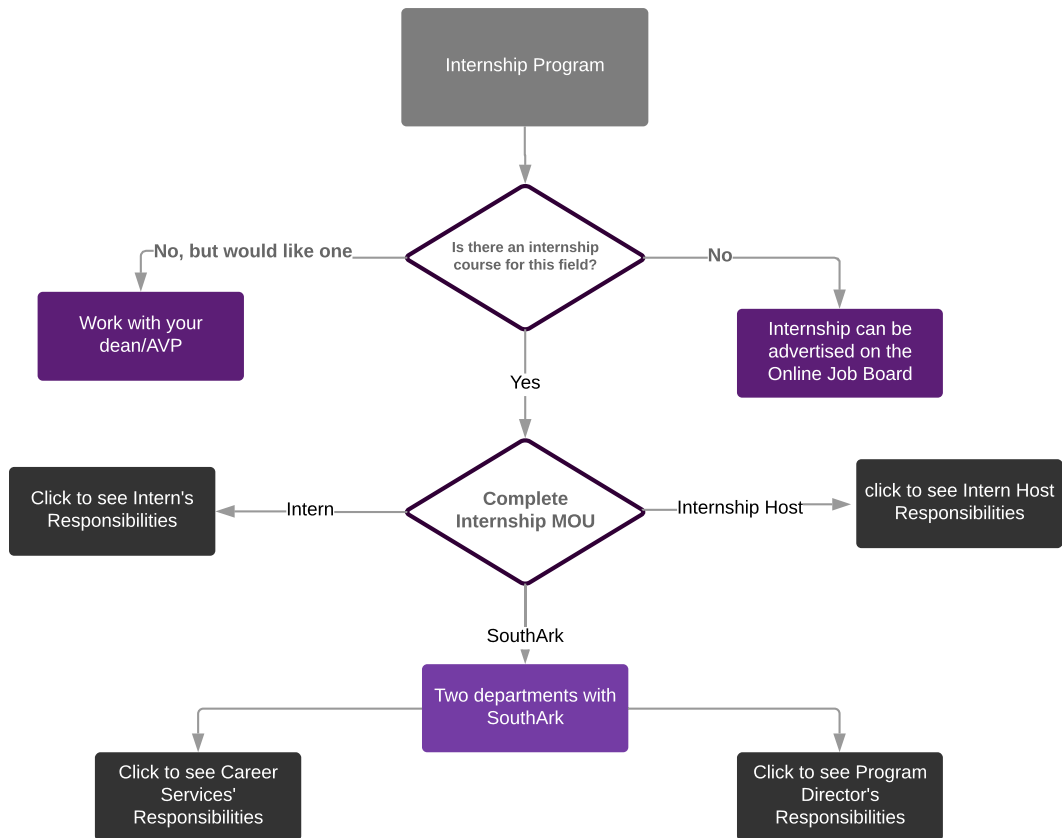 Internship Program
Is there an internship
course for this field?
No, but would like one
No
Work with your
dean/AVP
Internship can be
advertised on the
Online Job Board
Yes
Complete
Internship MOU
Intern
Internship Host
Click to see Intern's
Responsibilities
click to see Intern Host
Responsibilities
SouthArk
Two departments with
SouthArk
Click to see Career
Services'
Responsibilities
Click to see Program
Director's
Responsibilities